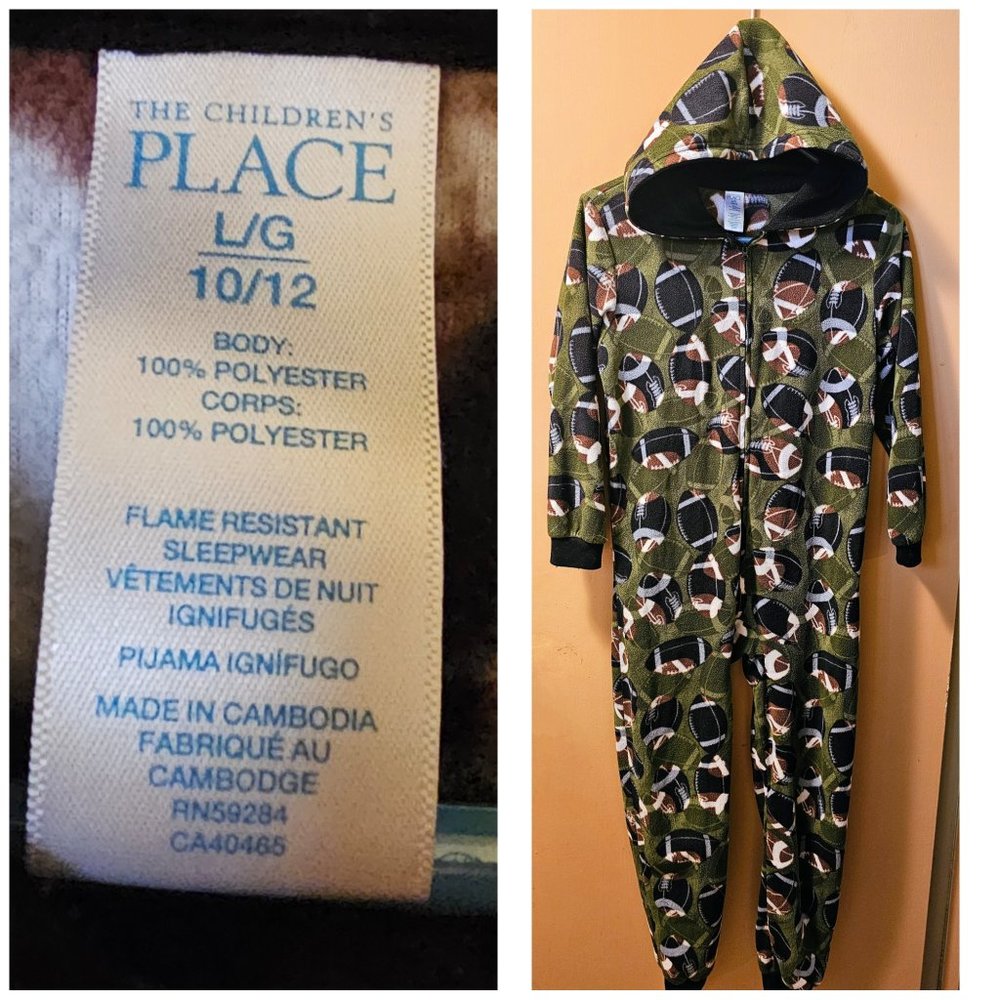 THE CHILDREN'S
PLACE
L/G
10/12
BODY:
100% POLYESTER
CORPS:
100% POLYESTER
FLAME RESISTANT
SLEEPWEAR
VÊTEMENTS DE NUIT
IGNIFUGÉS
PIJAMA IGNÍFUGO
MADE IN CAMBODIA
FABRIQUÉ AU
CAMBODGE
RN59284
CA40465